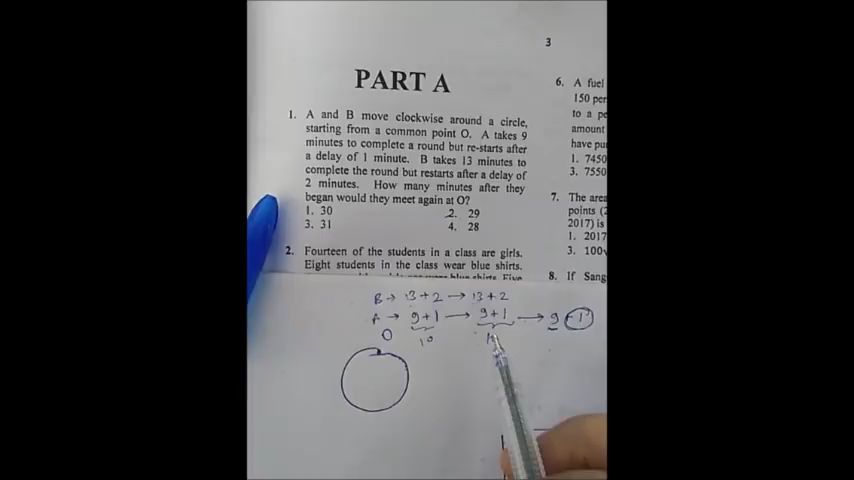 3
PART A
1. A and B move clockwise around a circle,
starting from a common point O. A takes 9
minutes to complete a round but re-starts after
a delay of 1 minute. B takes 13 minutes to
complete the round but restarts after a delay of
2 minutes. How many minutes after they
began would they meet again at O?
1. 30 2. 29
3. 31 4. 28
2. Fourteen of the students in a class are girls.
Eight students in the class wear blue shirts.
6. A fuel
150 per
to a pe
amount
have pu
1. 7450
3. 7550
7. The area
points (2
2017) is
1. 2017
3. 100
8. If Sang
B → 13+2 → 13+2
A → 9+1 → 9+1 → 9+1
O 10